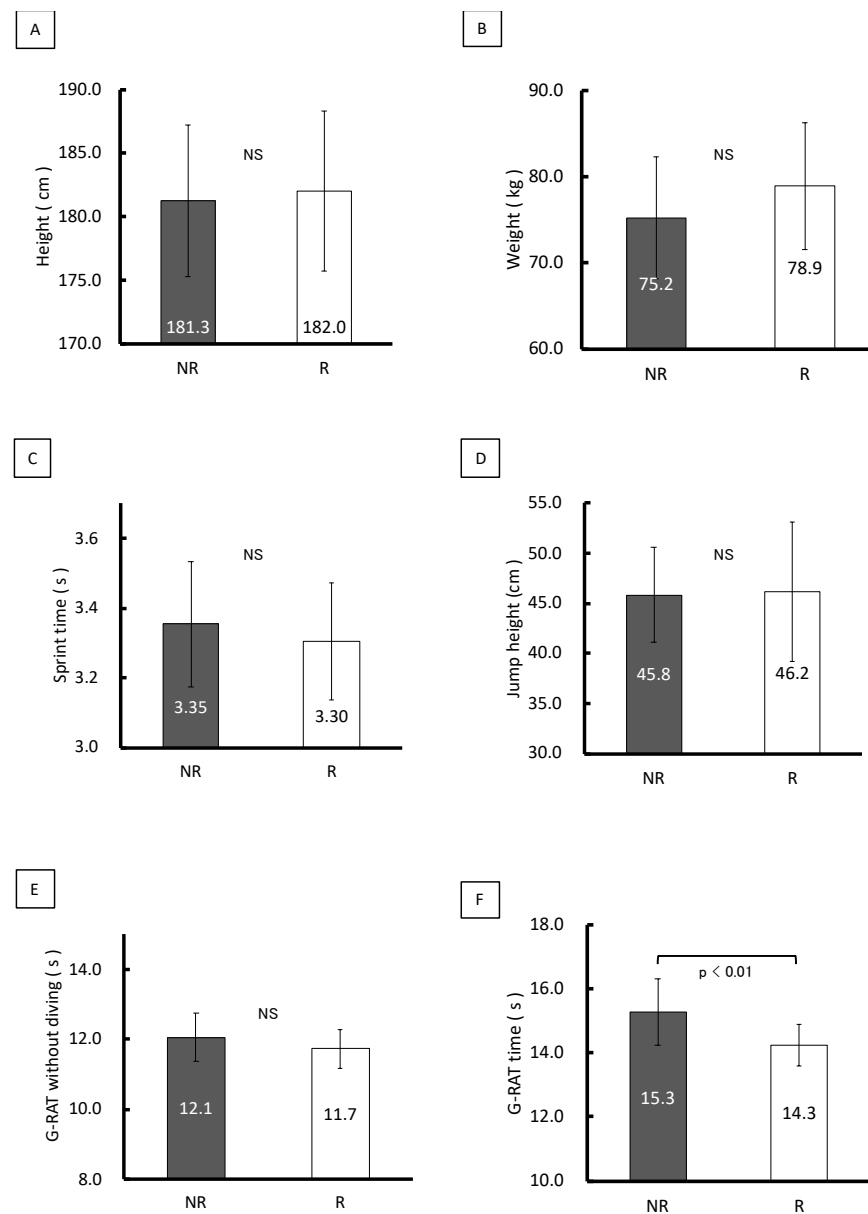 A
B
190.0
185.0
180.0
175.0
170.0
Height ( cm )
NS
181.3
182.0
NR
R
90.0
80.0
70.0
60.0
Weight ( kg )
NS
75.2
78.9
NR
R
C
D
3.6
3.4
3.2
3.0
Sprint time ( s )
NS
3.35
3.30
NR
R
55.0
50.0
45.0
40.0
35.0
30.0
Jump height (cm)
NS
45.8
46.2
NR
R
E
F
14.0
12.0
10.0
8.0
G-RAT without diving ( s )
NS
12.1
11.7
NR
R
18.0
16.0
14.0
12.0
10.0
G-RAT time ( s )
p < 0.01
15.3
14.3
NR
R